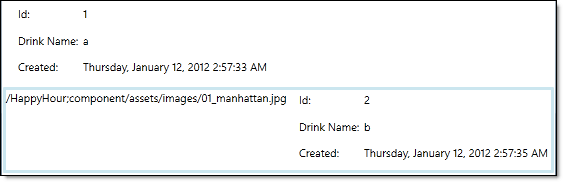 Id: 1
Drink Name: a
Created: Thursday, January 12, 2012 2:57:33 AM
/HappyHour;component/assets/images/01_manhattan.jpg Id: 2
Drink Name: b
Created: Thursday, January 12, 2012 2:57:35 AM